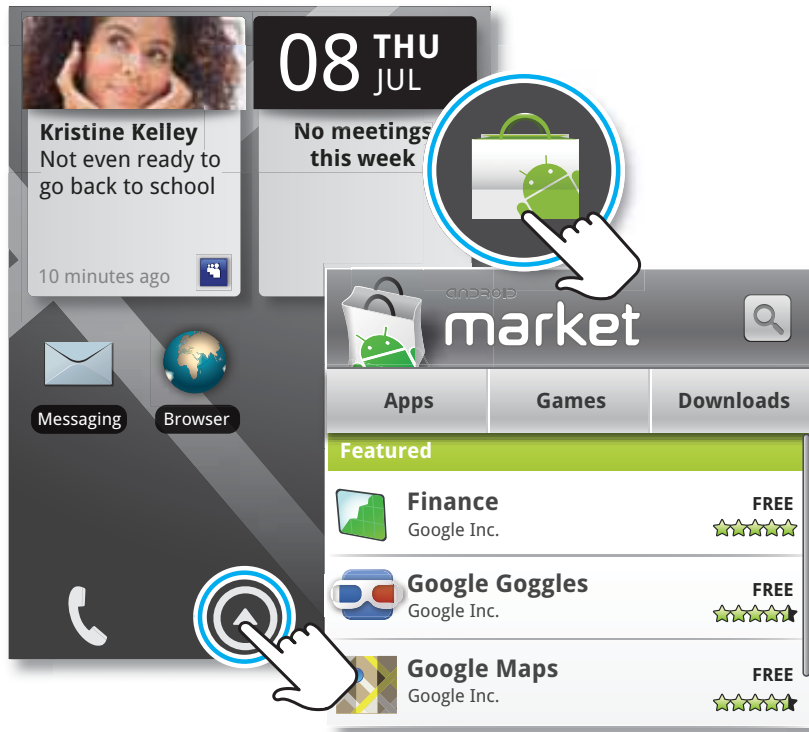 08 THU
JUL
Kristine Kelley
Not even ready to
go back to school
10 minutes ago
No meetings
this week
Messaging
Browser
ANDROID
market
Apps
Games
Downloads
Featured
Finance
Google Inc.
FREE
Google Goggles
Google Inc.
FREE
Google Maps
Google Inc.
FREE